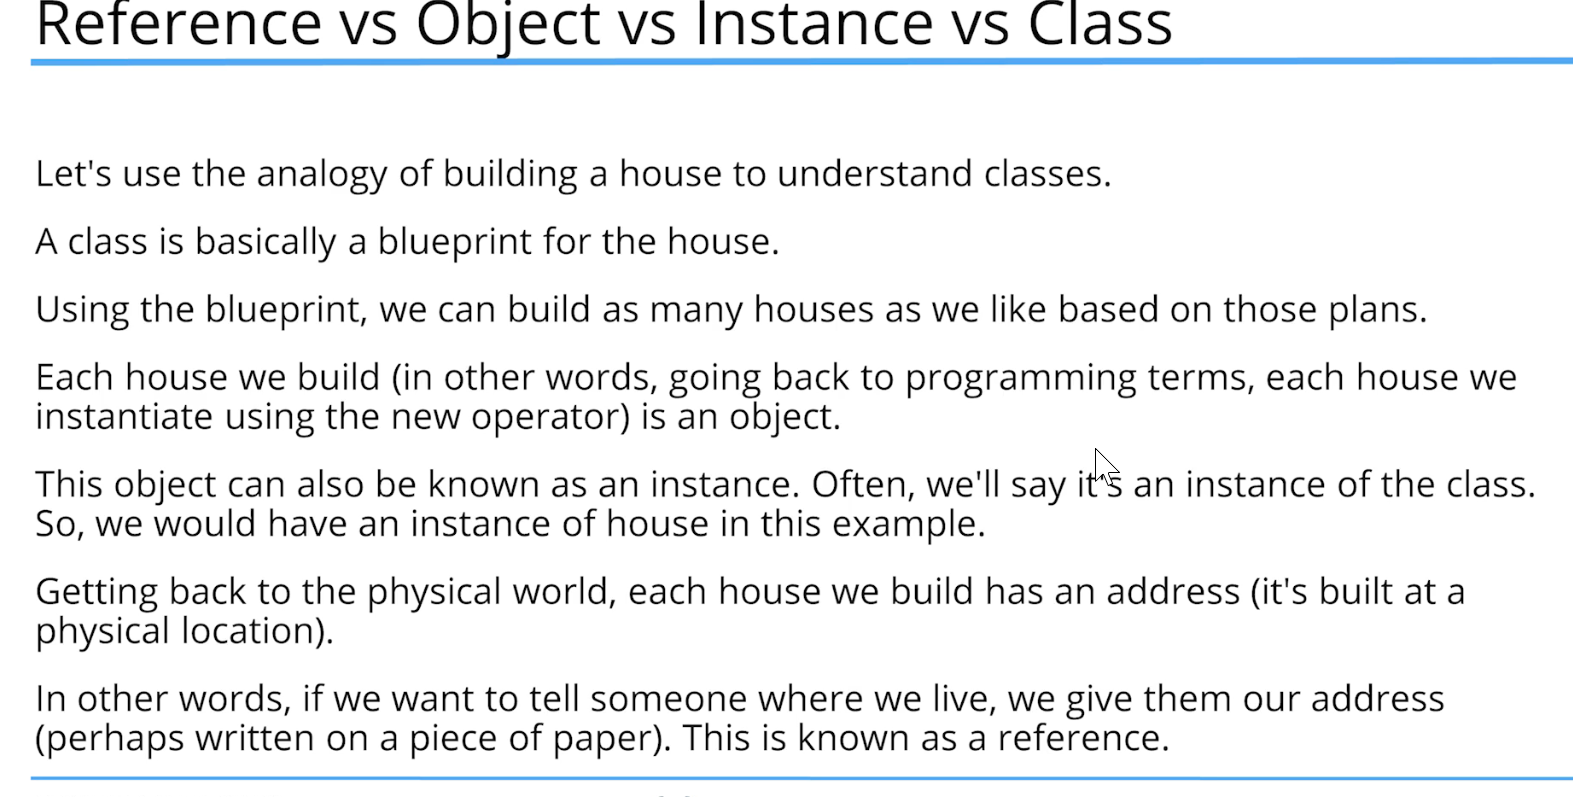 Reference vs Object vs Instance vs Class
Let's use the analogy of building a house to understand classes.
A class is basically a blueprint for the house.
Using the blueprint, we can build as many houses as we like based on those plans.
Each house we build (in other words, going back to programming terms, each house we
instantiate using the new operator) is an object.
This object can also be known as an instance. Often, we'll say it's an instance of the class.
So, we would have an instance of house in this example.
Getting back to the physical world, each house we build has an address (it's built at a
physical location).
In other words, if we want to tell someone where we live, we give them our address
(perhaps written on a piece of paper). This is known as a reference.